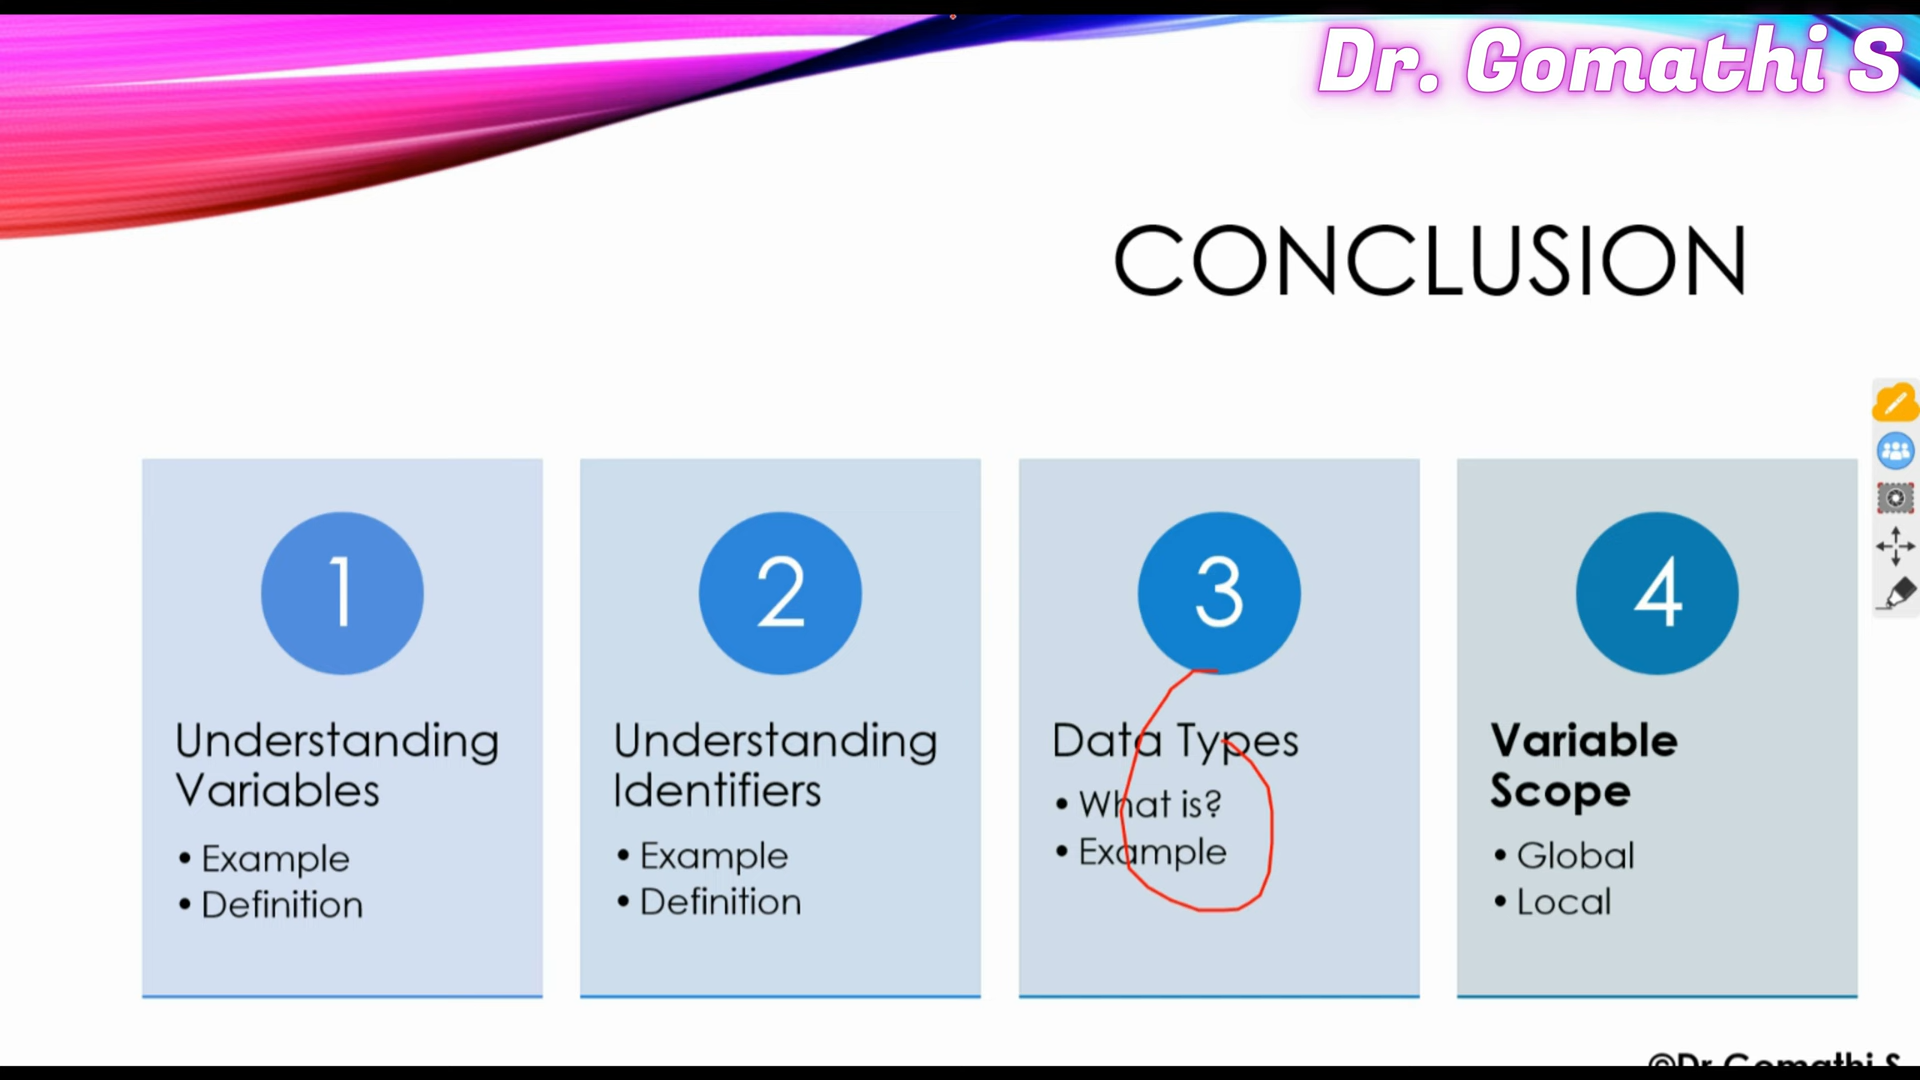 Dr. Gomathi S
CONCLUSION
1
Understanding
Variables
• Example
• Definition
2
Understanding
Identifiers
• Example
• Definition
3
Data Types
• What is?
• Example
4
Variable
Scope
• Global
• Local
@Dr Gomathi S